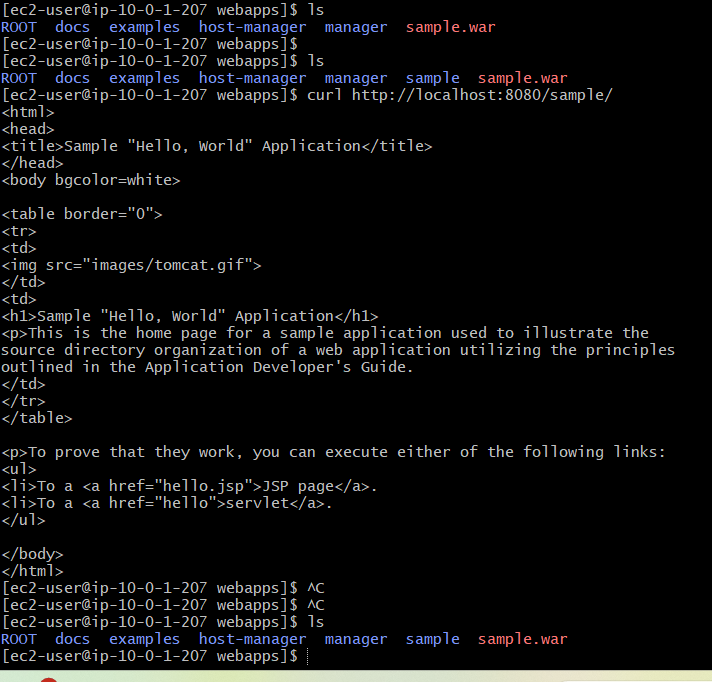 [ec2-user@ip-10-0-1-207 webapps]$ ls
ROOT  docs  examples  host-manager  manager  sample.war
[ec2-user@ip-10-0-1-207 webapps]$
[ec2-user@ip-10-0-1-207 webapps]$ ls
ROOT  docs  examples  host-manager  manager  sample  sample.war
[ec2-user@ip-10-0-1-207 webapps]$ curl http://localhost:8080/sample/
<html>
<head>
<title>Sample "Hello, World" Application</title>
</head>
<body bgcolor=white>

<table border="0">
<tr>
<td>
<img src="images/tomcat.gif">
</td>
<td>
<h1>Sample "Hello, World" Application</h1>
<p>This is the home page for a sample application used to illustrate the
source directory organization of a web application utilizing the principles
outlined in the Application Developer's Guide.
</td>
</tr>
</table>

<p>To prove that they work, you can execute either of the following links:
<ul>
<li>To a <a href="hello.jsp">JSP page</a>.
<li>To a <a href="hello">servlet</a>.
</ul>

</body>
</html>
[ec2-user@ip-10-0-1-207 webapps]$ ^C
[ec2-user@ip-10-0-1-207 webapps]$ ^C
[ec2-user@ip-10-0-1-207 webapps]$ ls
ROOT  docs  examples  host-manager  manager  sample  sample.war
[ec2-user@ip-10-0-1-207 webapps]$